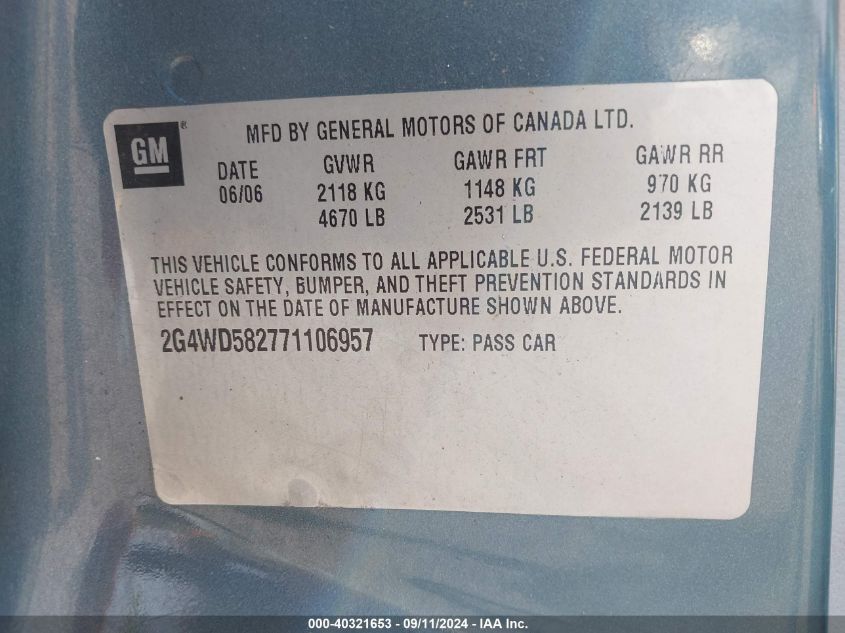 GM ®
MFD BY GENERAL MOTORS OF CANADA LTD.
DATE GVWR GAWR FRT GAWR RR
06/06 2118 KG 1148 KG 970 KG
4670 LB 2531 LB 2139 LB
THIS VEHICLE CONFORMS TO ALL APPLICABLE U.S. FEDERAL MOTOR
VEHICLE SAFETY, BUMPER, AND THEFT PREVENTION STANDARDS IN
EFFECT ON THE DATE OF MANUFACTURE SHOWN ABOVE.
2G4WD582771106957 TYPE: PASS CAR
000-40321653 - 09/11/2024 - IAA Inc.